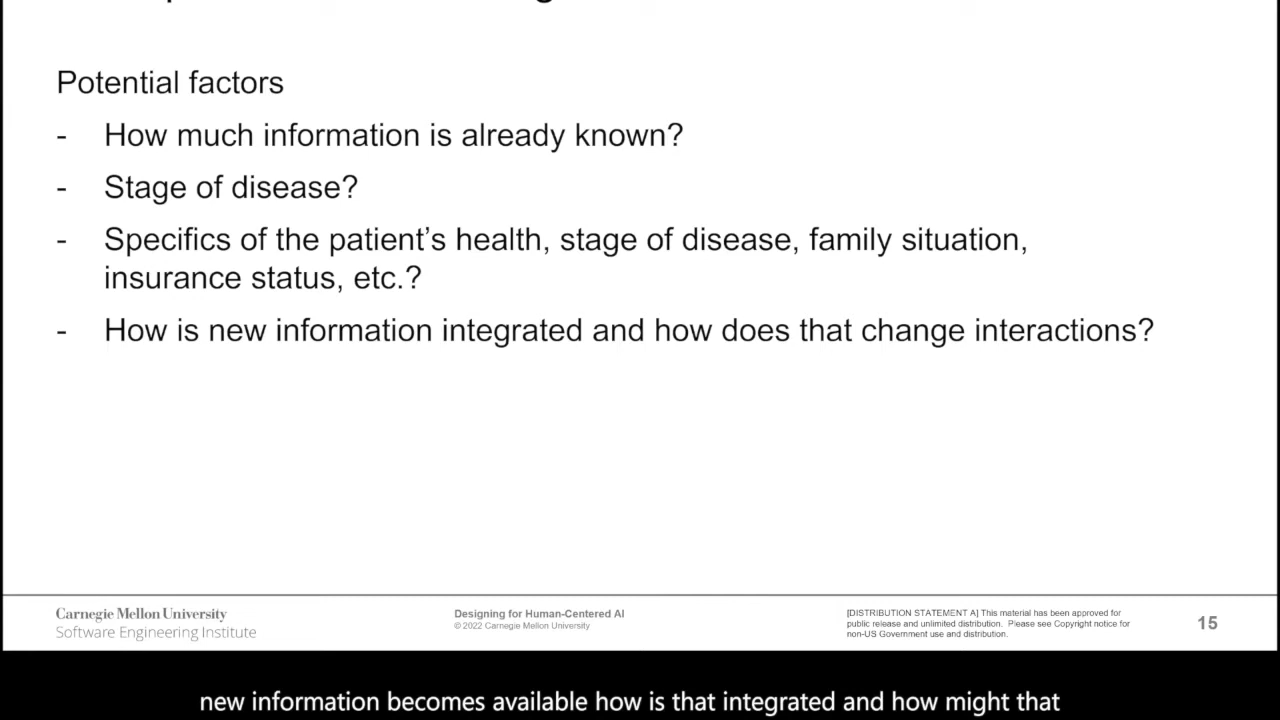 Potential factors
- How much information is already known?
- Stage of disease?
- Specifics of the patient's health, stage of disease, family situation,
insurance status, etc.?
- How is new information integrated and how does that change interactions?
Carnegie Mellon University
Software Engineering Institute
Designing for Human-Centered AI
© 2022 Carnegie Mellon University
[DISTRIBUTION STATEMENT A] This material has been approved for
public release and unlimited distribution. Please see Copyright notice for
non-US Government use and distribution.
15
new information becomes available how is that integrated and how might that